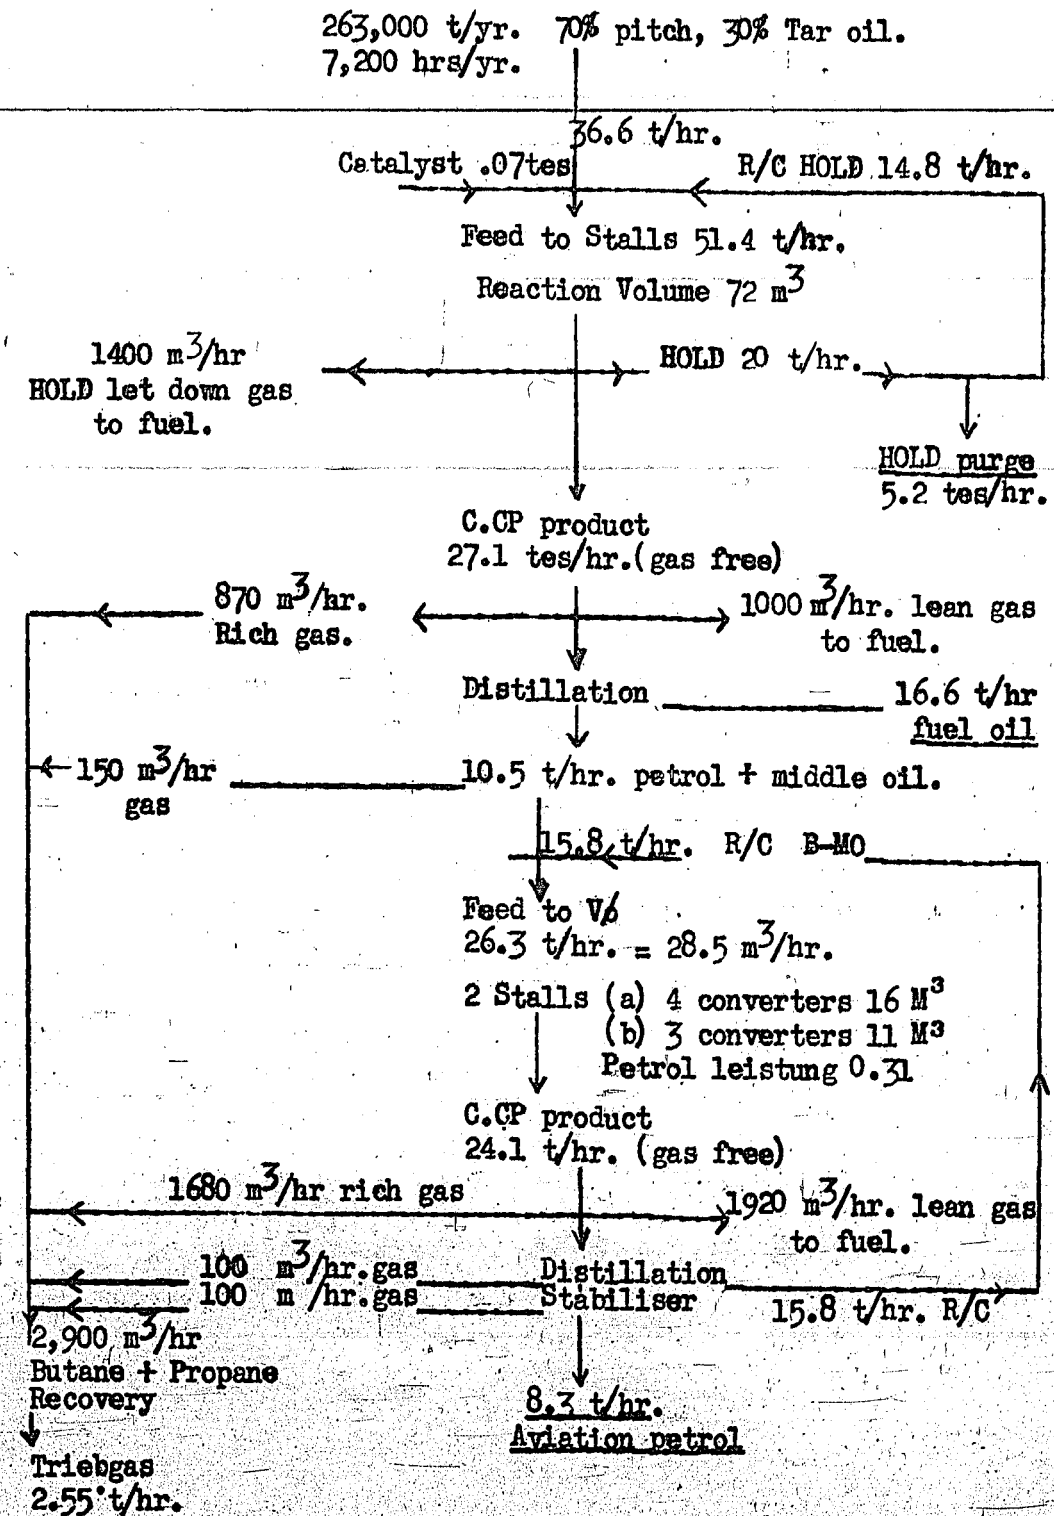 263,000 t/yr. 70% pitch, 30% Tar oil.
7,200 hrs/yr.
36.6 t/hr.
Catalyst .07tes
R/C HOLD 14.8 t/hr.
Feed to Stalls 51.4 t/hr.
Reaction Volume 72 m3
1400 m3/hr
HOLD let down gas
to fuel.
HOLD 20 t/hr.
HOLD purge
5.2 tes/hr.
C.CP product
27.1 tes/hr.(gas free)
870 m3/hr.
Rich gas.
1000 m3/hr. lean gas
to fuel.
Distillation
16.6 t/hr
fuel oil
150 m3/hr
gas
10.5 t/hr. petrol + middle oil.
15.8 t/hr. R/C B-MO
Feed to V6
26.3 t/hr. = 28.5 m3/hr.
2 Stalls (a) 4 converters 16 M3
(b) 3 converters 11 M3
Petrol leistung 0.31
C.CP product
24.1 t/hr. (gas free)
1680 m3/hr rich gas
1920 m3/hr. lean gas
to fuel.
100 m3/hr.gas
Distillation
100 m /hr.gas
Stabiliser
15.8 t/hr. R/C
2,900 m3/hr
Butane + Propane
Recovery
8.3 t/hr.
Aviation petrol
Triebgas
2.55 t/hr.